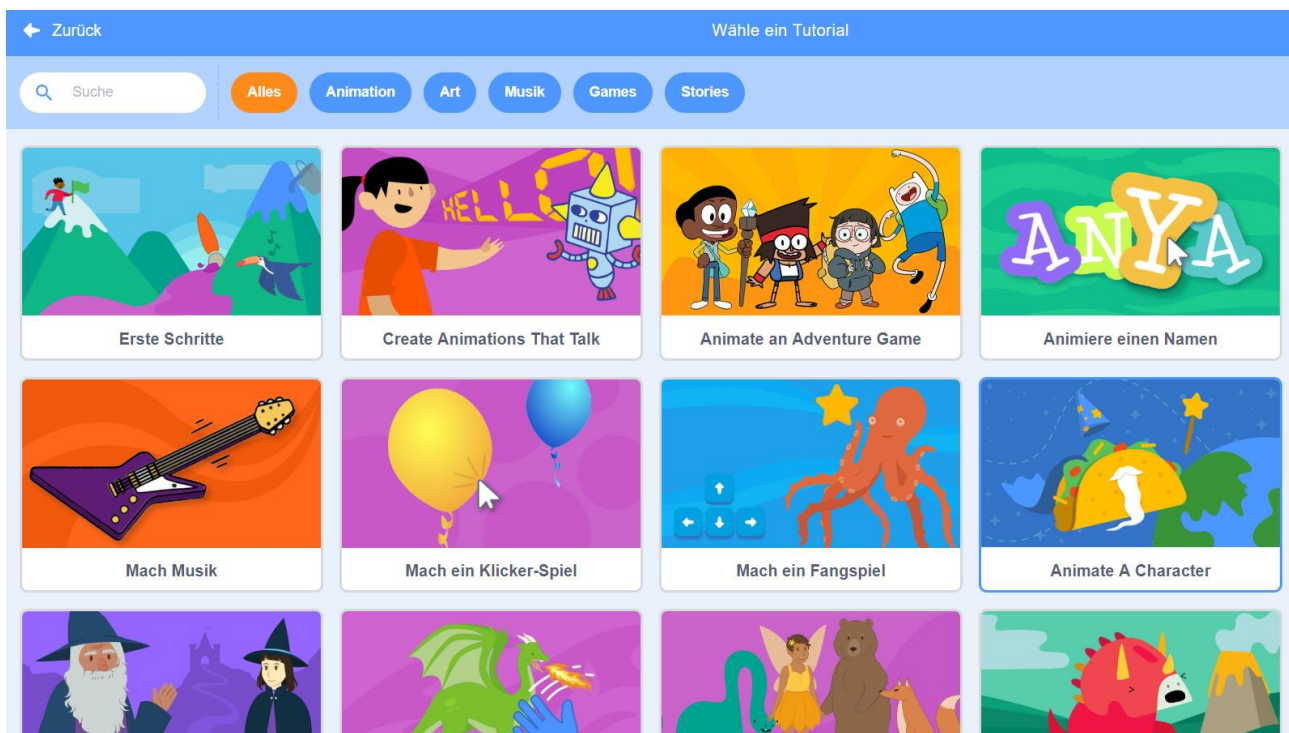 Zurück
Wähle ein Tutorial
Suche
Alles
Animation
Art
Musik
Games
Stories
HELLO
ANYA
Erste Schritte
Create Animations That Talk
Animate an Adventure Game
Animiere einen Namen
Mach Musik
Mach ein Klicker-Spiel
Mach ein Fangspiel
Animate A Character